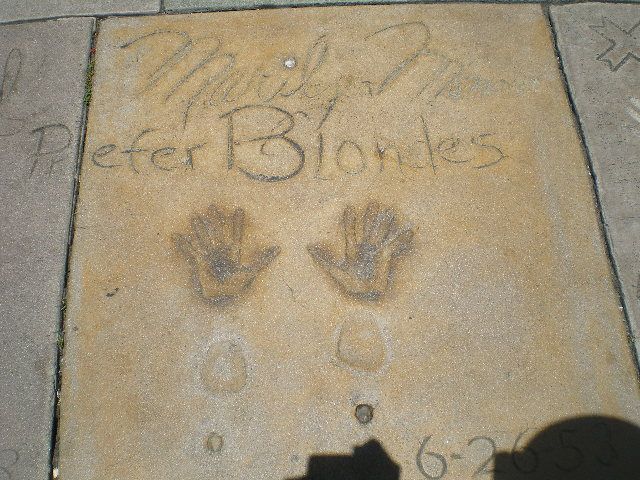 Marilyn Monroe
Prefer Blondes
6-26-53